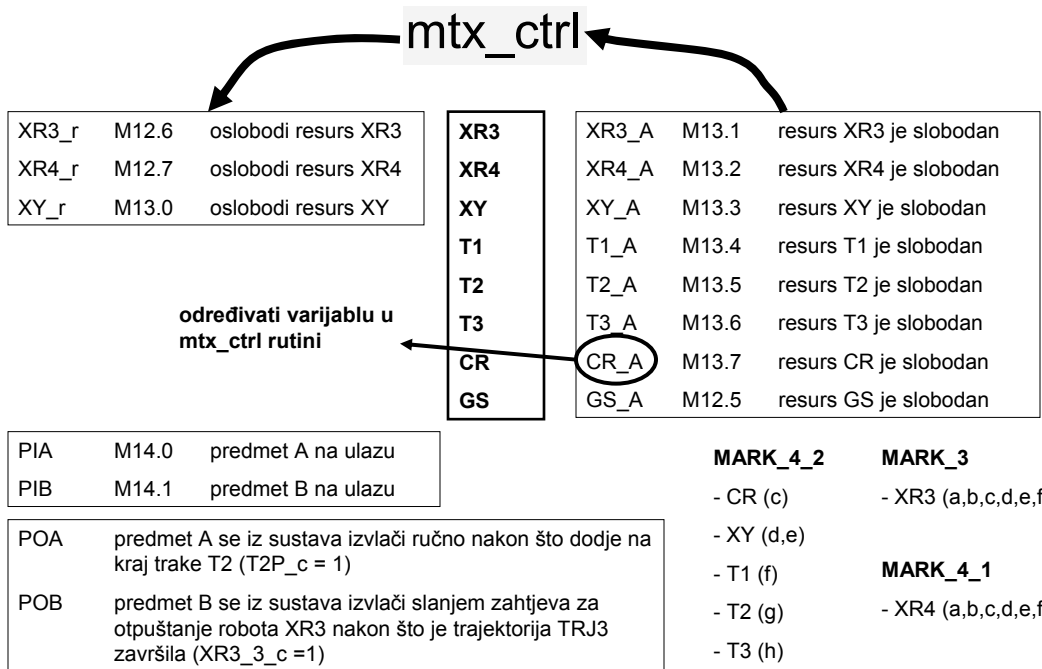 mtx_ctrl
XR3_r M12.6 oslobodi resurs XR3
XR4_r M12.7 oslobodi resurs XR4
XY_r M13.0 oslobodi resurs XY
XR3
XR4
XY
T1
T2
T3
CR
GS
XR3_A M13.1 resurs XR3 je slobodan
XR4_A M13.2 resurs XR4 je slobodan
XY_A M13.3 resurs XY je slobodan
T1_A M13.4 resurs T1 je slobodan
T2_A M13.5 resurs T2 je slobodan
T3_A M13.6 resurs T3 je slobodan
CR_A M13.7 resurs CR je slobodan
GS_A M12.5 resurs GS je slobodan
određivati varijablu u
mtx_ctrl rutini
PIA M14.0 predmet A na ulazu
PIB M14.1 predmet B na ulazu
POA predmet A se iz sustava izvlači ručno nakon što dodje na
kraj trake T2 (T2P_c = 1)
POB predmet B se iz sustava izvlači slanjem zahtjeva za
otpuštanje robota XR3 nakon što je trajektorija TRJ3
završila (XR3_3_c =1)
MARK_4_2
- CR (c)
- XY (d,e)
- T1 (f)
- T2 (g)
- T3 (h)
MARK_3
- XR3 (a,b,c,d,e,f
MARK_4_1
- XR4 (a,b,c,d,e,f